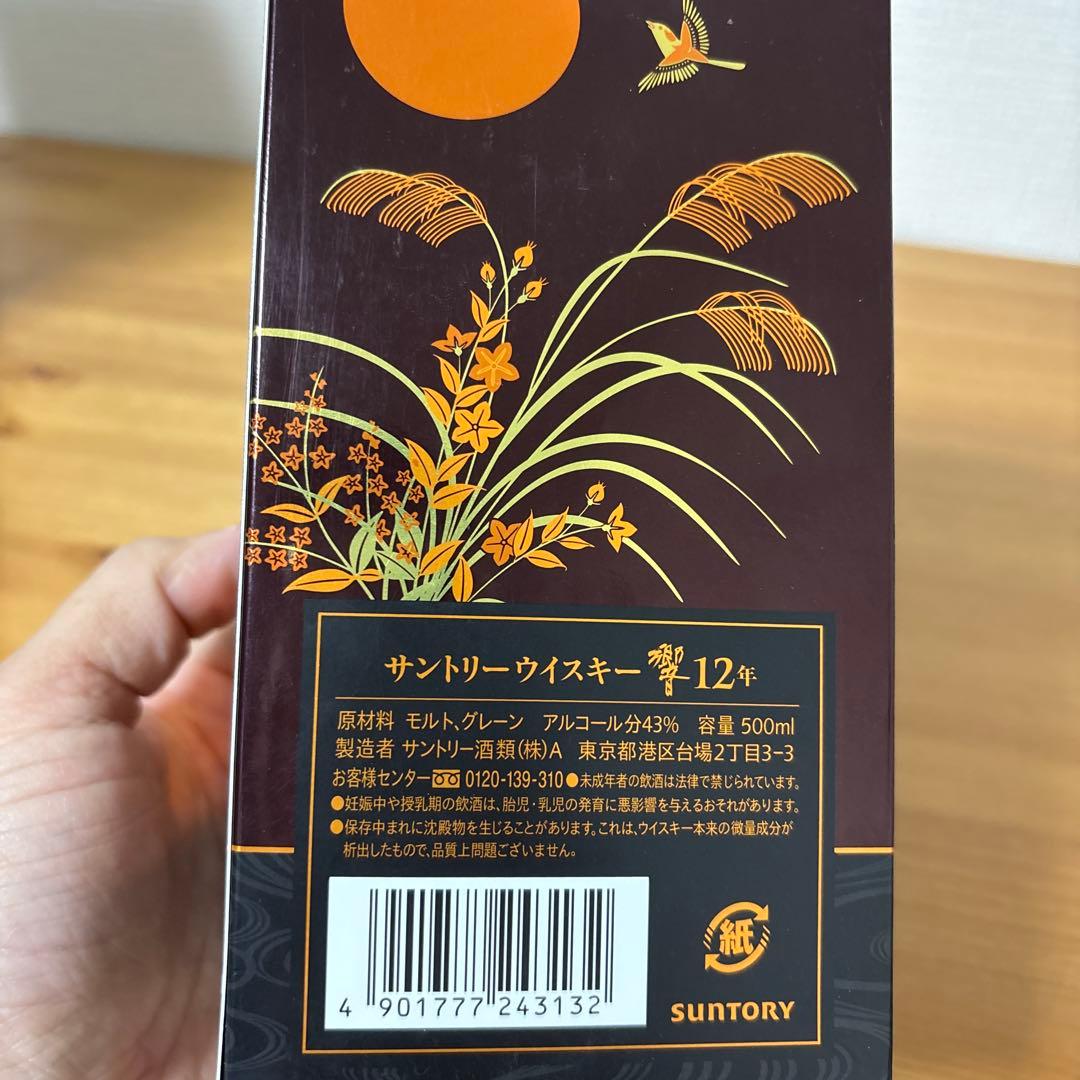 サントリーウイスキー 響 12年
原材料 モルト、グレーン アルコール分43% 容量 500ml
製造者 サントリー酒類(株)A 東京都港区台場2丁目3-3
お客様センター 0120-139-310 ●未成年者の飲酒は法律で禁じられています。
●妊娠中や授乳期の飲酒は、胎児・乳児の発育に悪影響を与えるおそれがあります。
●保存中まれに沈殿物を生じることがあります。これは、ウイスキー本来の微量成分が
析出したもので、品質上問題ございません。
紙
4 901777 243132
SUNTORY